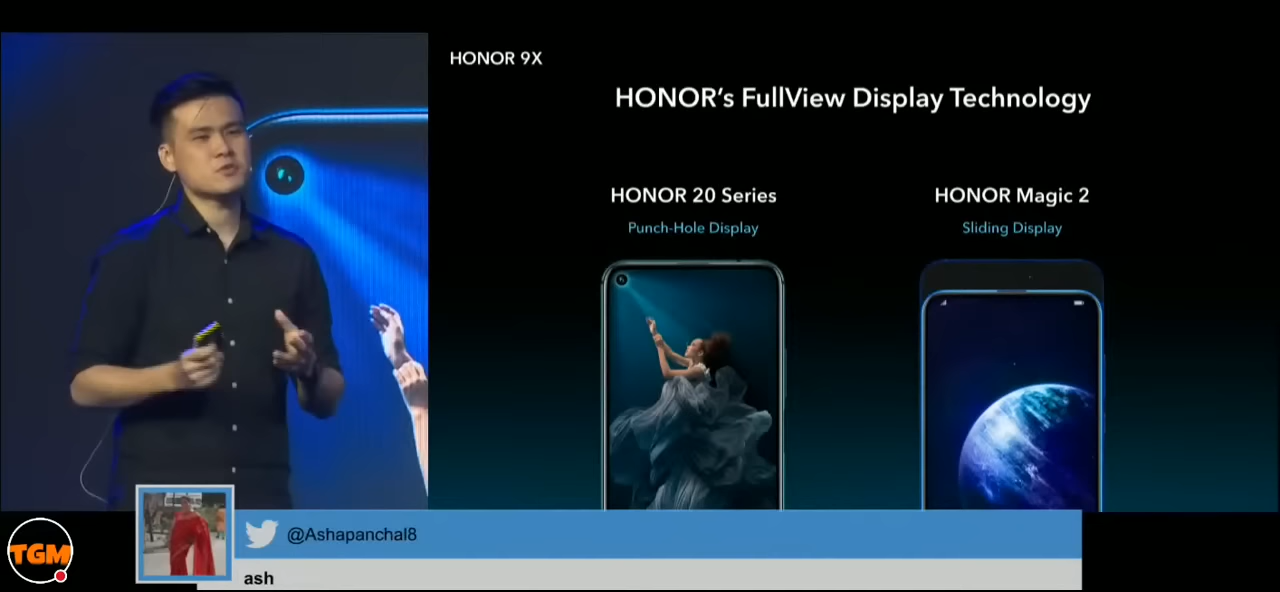 HONOR 9X
HONOR's FullView Display Technology
HONOR 20 Series
HONOR Magic 2
Punch-Hole Display
Sliding Display
@Ashapanchal8
TGM
ash